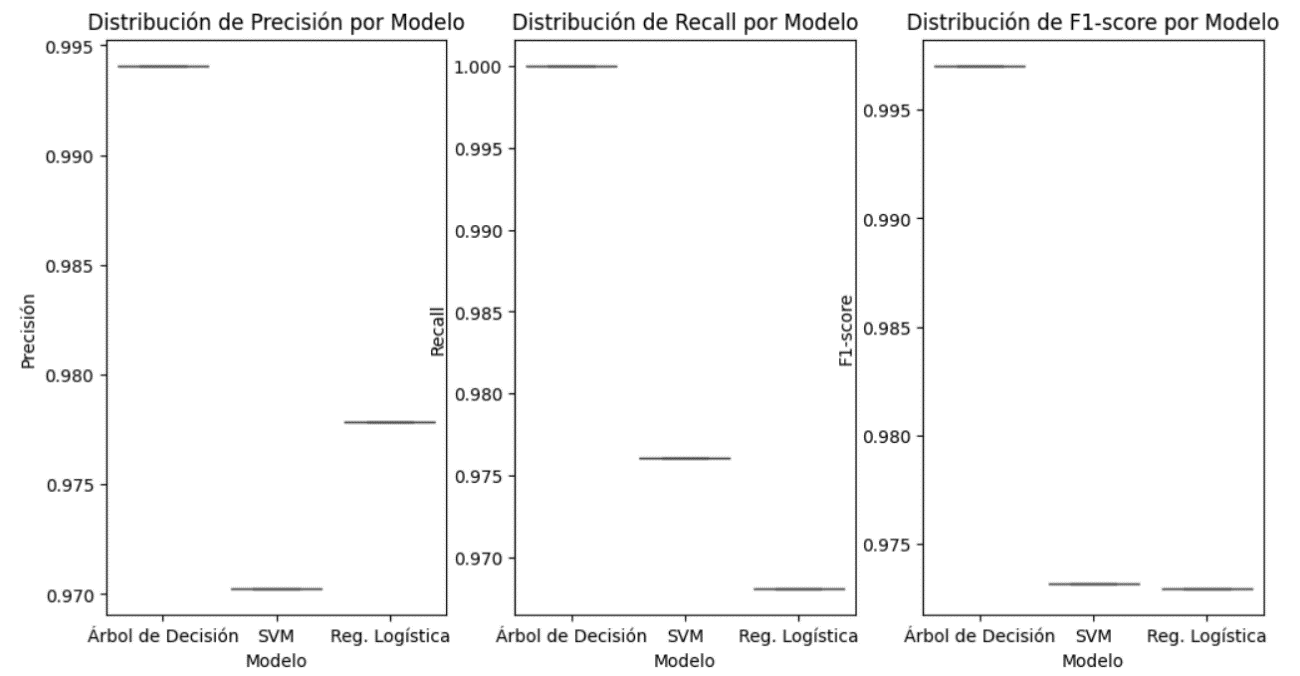 Distribución de Precisión por Modelo
0.995
0.990
0.985
0.980
0.975
0.970
Precisión
Árbol de Decisión
SVM
Reg. Logística
Modelo
Distribución de Recall por Modelo
1.000
0.995
0.990
0.985
0.980
0.975
0.970
Recall
Árbol de Decisión
SVM
Reg. Logística
Modelo
Distribución de F1-score por Modelo
0.995
0.990
0.985
0.980
0.975
F1-score
Árbol de Decisión
SVM
Reg. Logística
Modelo